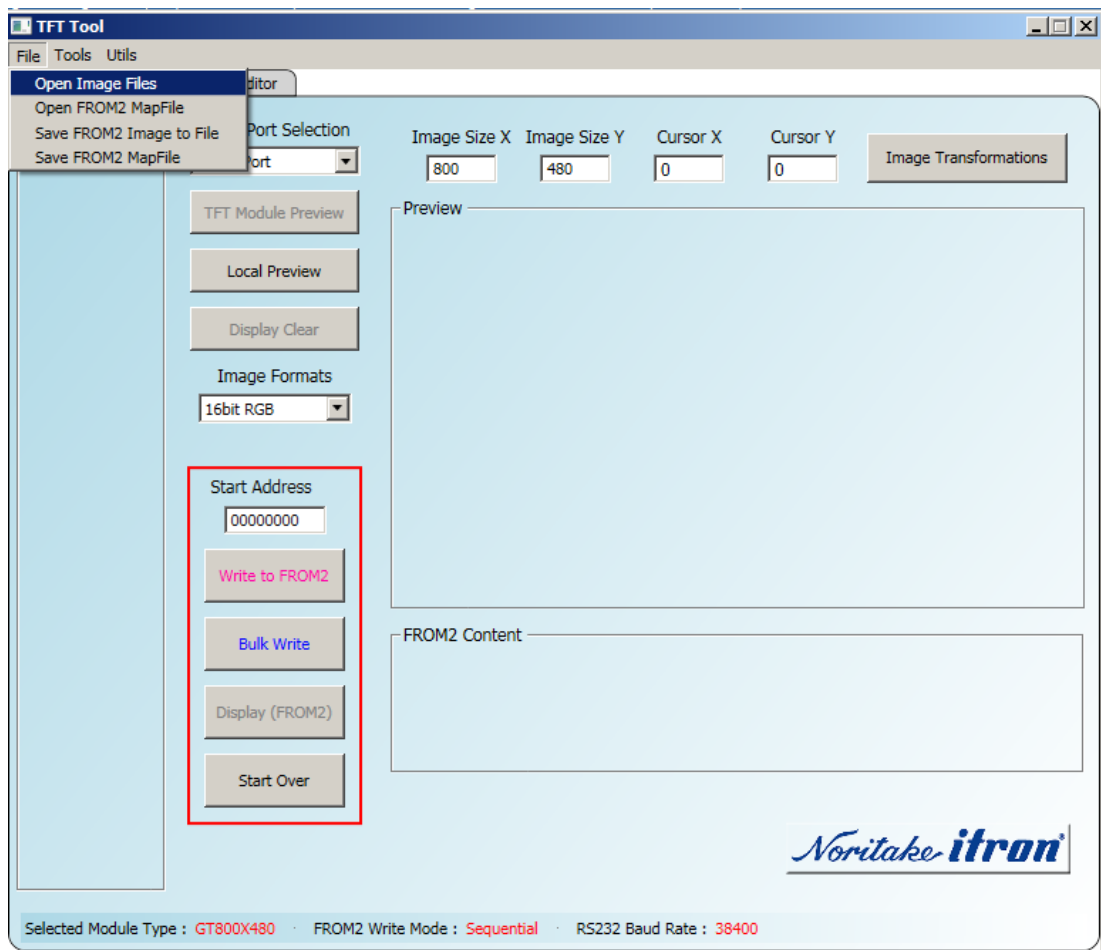 TFT Tool
File Tools Utils
Open Image Files
Open FROM2 MapFile
Save FROM2 Image to File
Save FROM2 MapFile
ditor
Port Selection
Port
Image Size X Image Size Y Cursor X Cursor Y
800 480 0 0
Image Transformations
TFT Module Preview
Local Preview
Display Clear
Image Formats
16bit RGB
Start Address
00000000
Write to FROM2
Bulk Write
Display (FROM2)
Start Over
Preview
FROM2 Content
Noritake itron
Selected Module Type : GT800X480 · FROM2 Write Mode : Sequential · RS232 Baud Rate : 38400